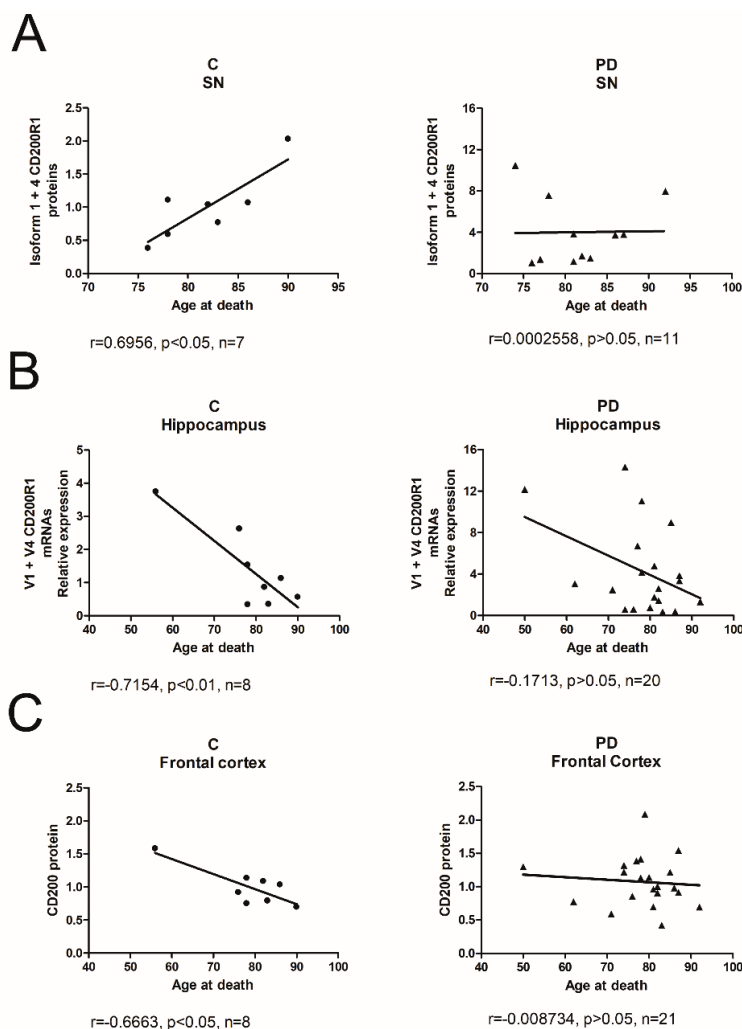 A
C
SN
Isoform 1 + 4 CD200R1
proteins
2.5
2.0
1.5
1.0
0.5
0.0
70
75
80
85
90
95
Age at death
r=0.6956, p<0.05, n=7
PD
SN
Isoform 1 + 4 CD200R1
proteins
16
12
8
4
0
70
75
80
85
90
95
100
Age at death
r=0.0002558, p>0.05, n=11
B
C
Hippocampus
V1 + V4 CD200R1
mRNAs
Relative expression
5
4
3
2
1
0
40
50
60
70
80
90
100
Age at death
r=-0.7154, p<0.01, n=8
PD
Hippocampus
V1 + V4 CD200R1
mRNAs
Relative expression
16
12
8
4
0
40
50
60
70
80
90
100
Age at death
r=-0.1713, p>0.05, n=20
C
C
Frontal cortex
CD200 protein
2.5
2.0
1.5
1.0
0.5
0.0
40
50
60
70
80
90
100
Age at death
r=-0.6663, p<0.05, n=8
PD
Frontal Cortex
CD200 protein
2.5
2.0
1.5
1.0
0.5
0.0
40
50
60
70
80
90
100
Age at death
r=-0.008734, p>0.05, n=21